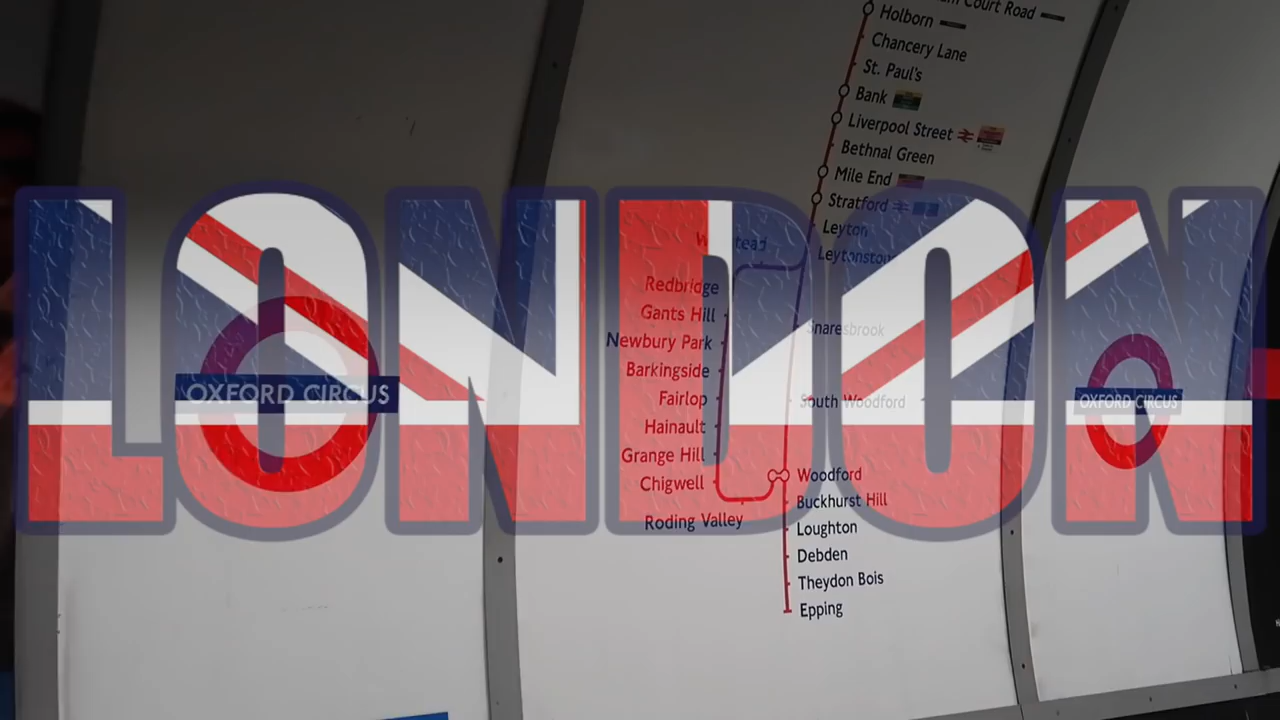 Court Road
Holborn
Chancery Lane
St. Paul's
Bank
Liverpool Street
Bethnal Green
Mile End
Stratford
Leyton
LONDON
Redbridge
Gants Hill
Snaresbrook
Newbury Park
Barkingside
Fairlop
South Woodford
OXFORD CIRCUS
OXFORD CIRCUS
Hainault
Grange Hill
Chigwell
Woodford
Buckhurst Hill
Roding Valley
Loughton
Debden
Theydon Bois
Epping